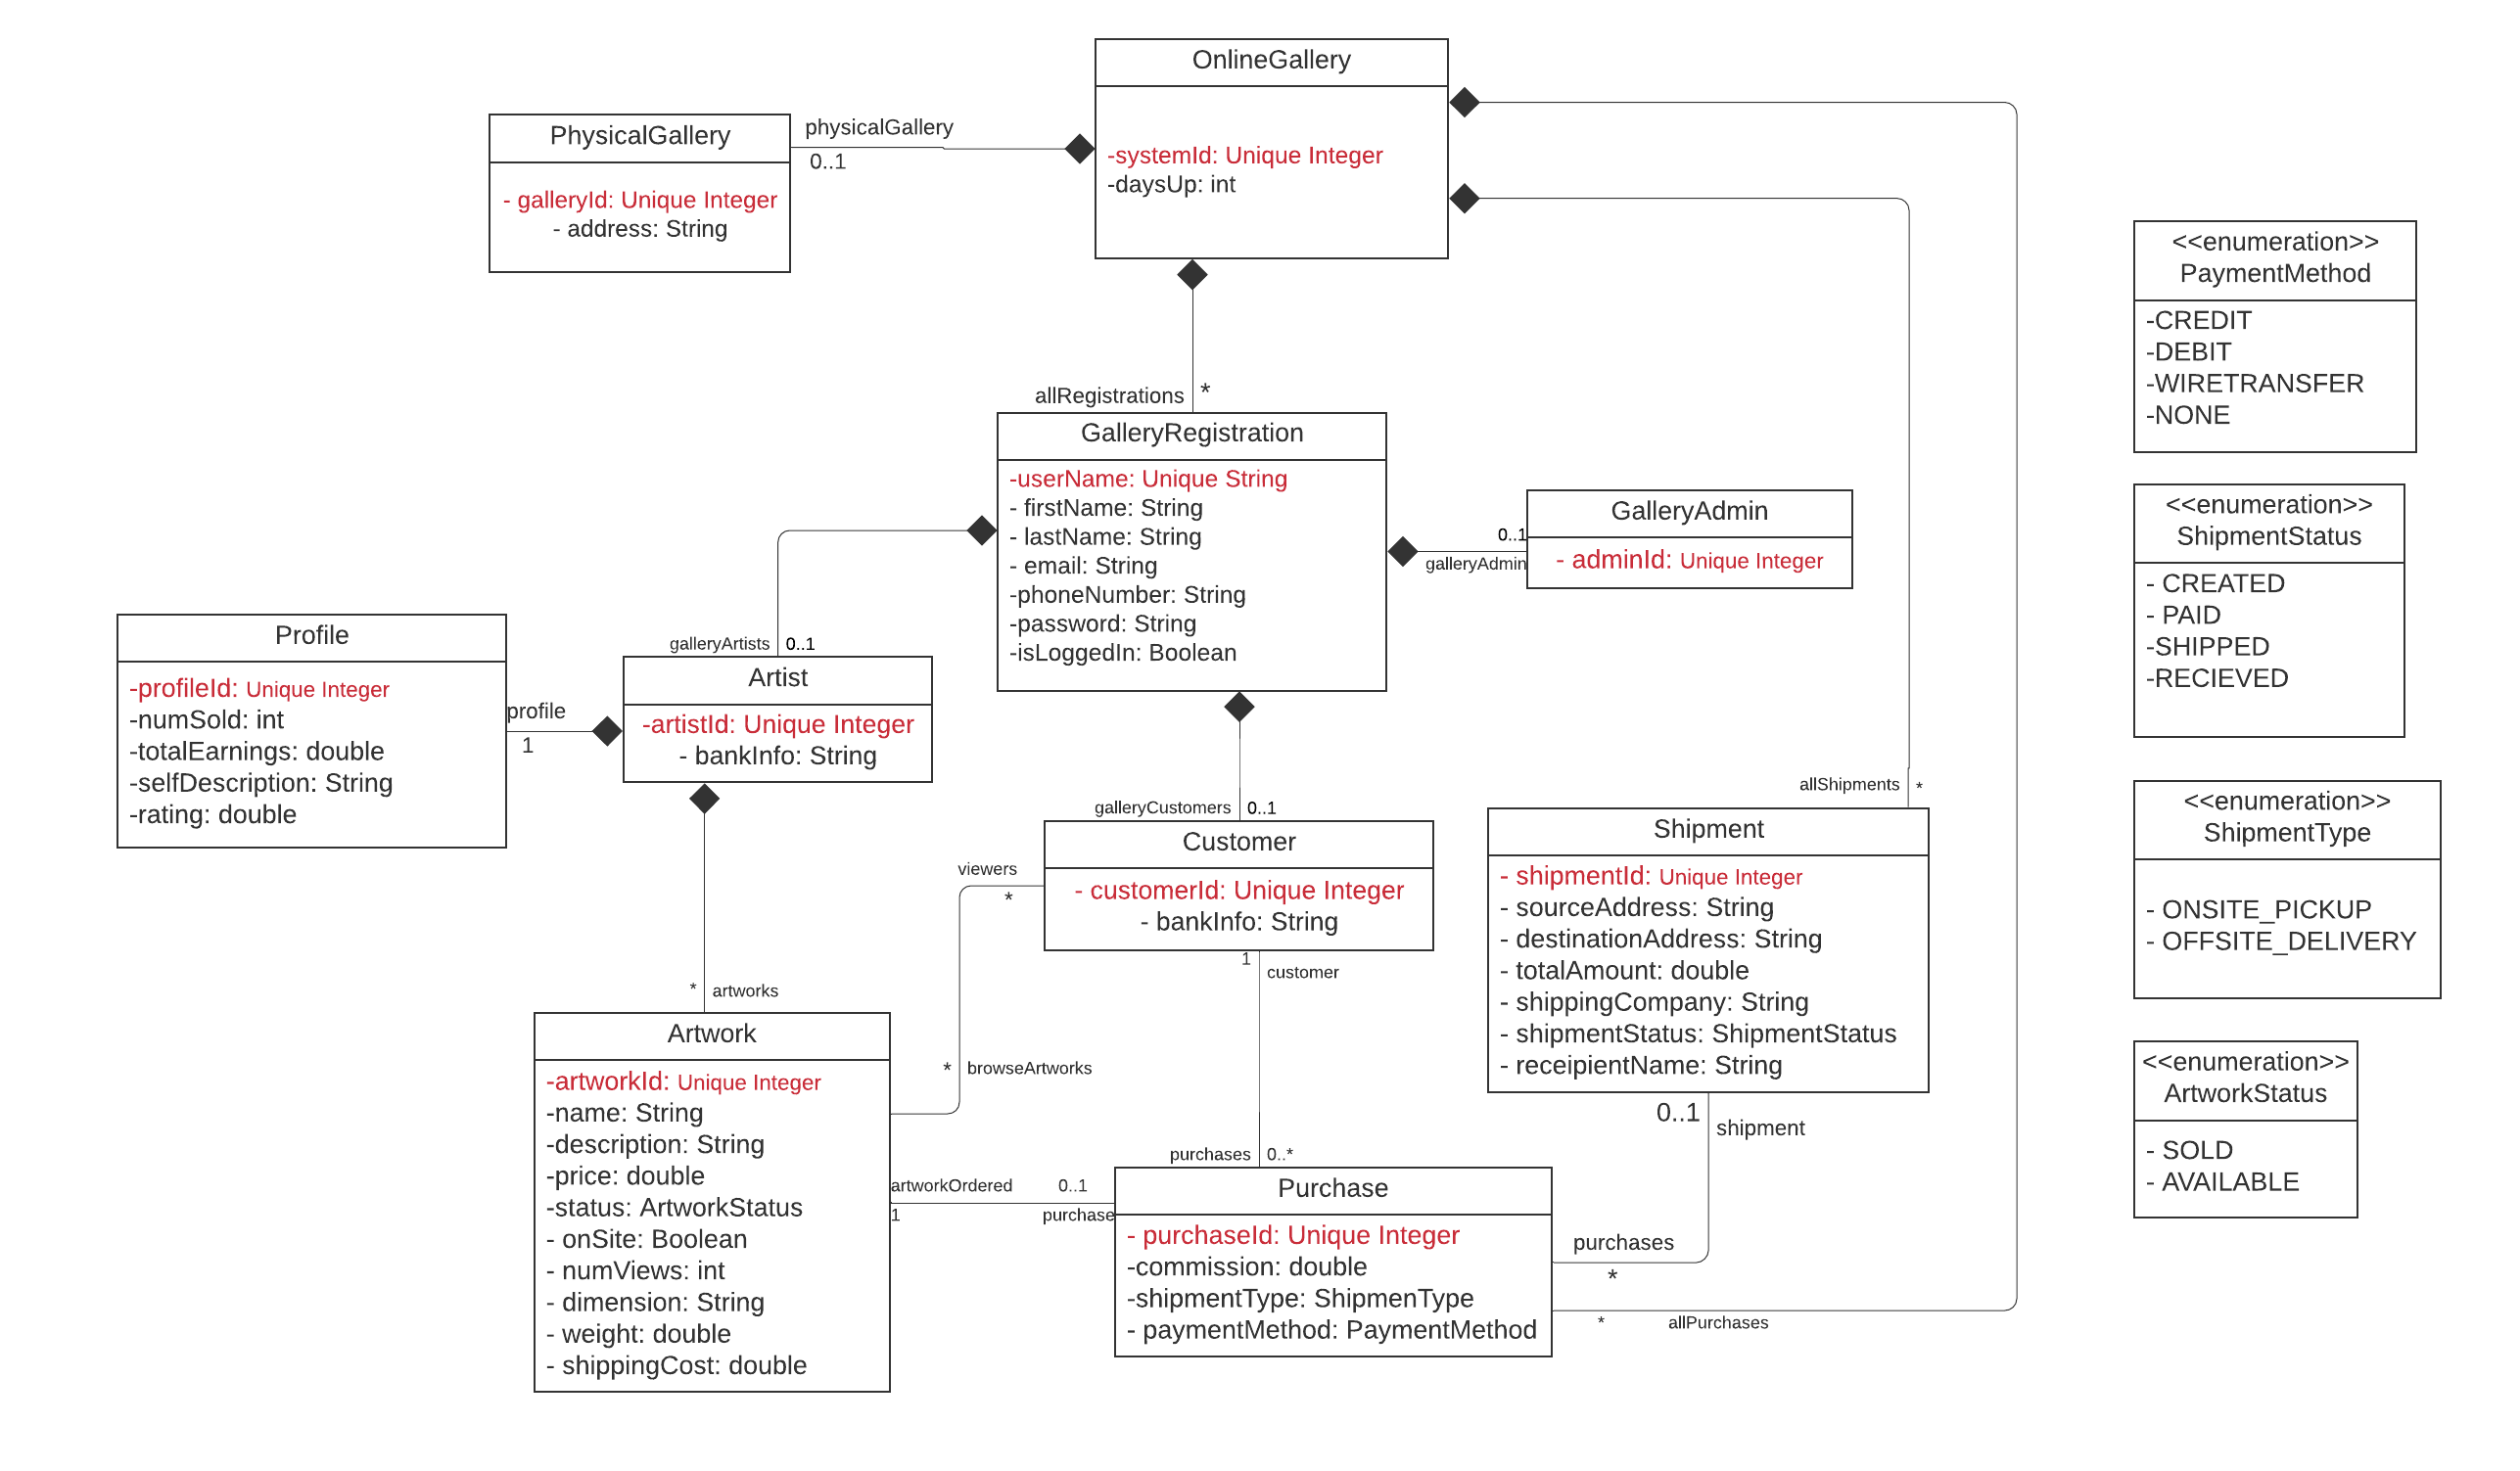 OnlineGallery
-systemId: Unique Integer
-daysUp: int
PhysicalGallery
- galleryId: Unique Integer
- address: String
physicalGallery
0..1
allRegistrations
*
GalleryRegistration
-userName: Unique String
- firstName: String
- lastName: String
- email: String
-phoneNumber: String
-password: String
-isLoggedIn: Boolean
0..1
galleryAdmin
GalleryAdmin
- adminId: Unique Integer
galleryArtists
0..1
Profile
-profileId: Unique Integer
-numSold: int
-totalEarnings: double
-selfDescription: String
-rating: double
profile
1
Artist
-artistId: Unique Integer
- bankInfo: String
galleryCustomers
0..1
Customer
- customerId: Unique Integer
- bankInfo: String
viewers
*
*
browseArtworks
*
artworks
1
customer
allShipments
*
Shipment
- shipmentId: Unique Integer
- sourceAddress: String
- destinationAddress: String
- totalAmount: double
- shippingCompany: String
- shipmentStatus: ShipmentStatus
- receipientName: String
0..1
shipment
Artwork
-artworkId: Unique Integer
-name: String
-description: String
-price: double
-status: ArtworkStatus
- onSite: Boolean
- numViews: int
- dimension: String
- weight: double
- shippingCost: double
artworkOrdered
1
0..1
purchase
purchases
0..*
Purchase
- purchaseId: Unique Integer
-commission: double
-shipmentType: ShipmenType
- paymentMethod: PaymentMethod
purchases
*
*
allPurchases
<<enumeration>>
PaymentMethod
-CREDIT
-DEBIT
-WIRETRANSFER
-NONE
<<enumeration>>
ShipmentStatus
- CREATED
- PAID
-SHIPPED
-RECIEVED
<<enumeration>>
ShipmentType
- ONSITE_PICKUP
- OFFSITE_DELIVERY
<<enumeration>>
ArtworkStatus
- SOLD
- AVAILABLE